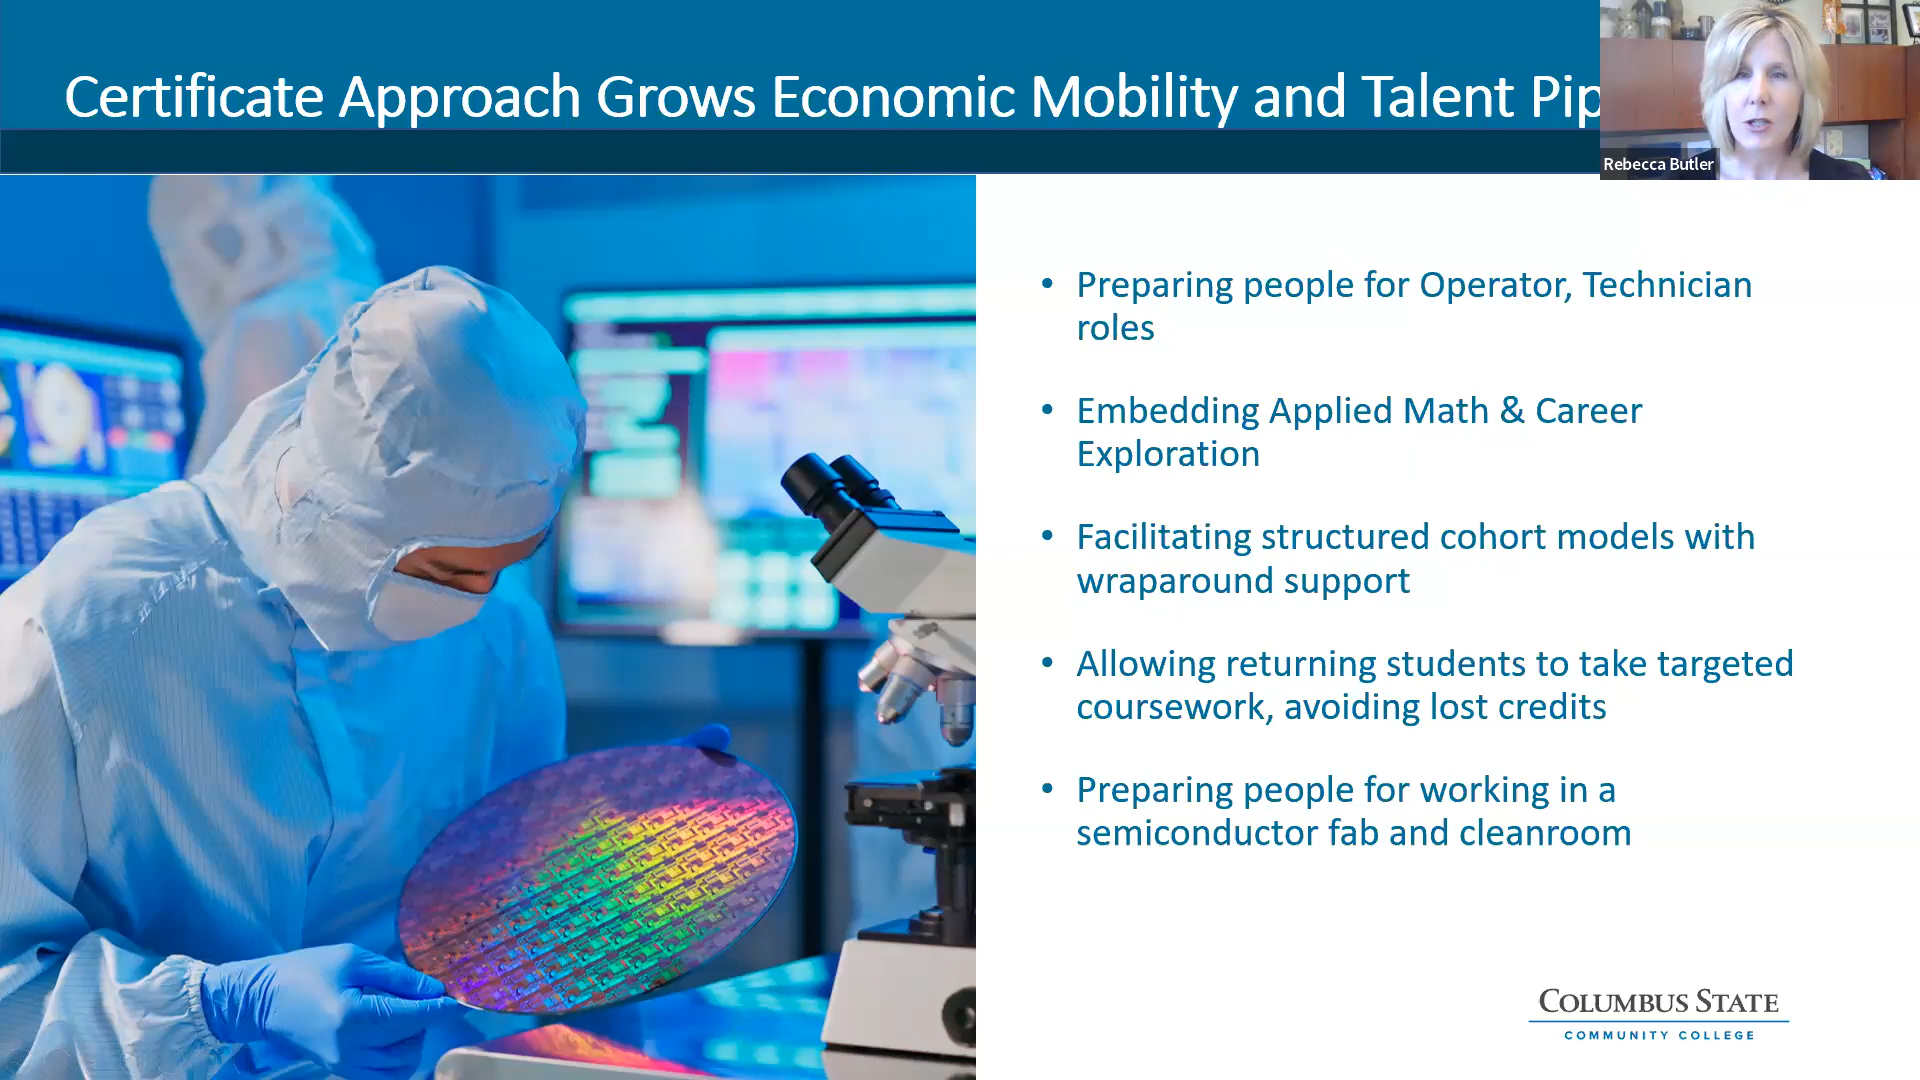 Certificate Approach Grows Economic Mobility and Talent Pip
Rebecca Butler
• Preparing people for Operator, Technician
roles
• Embedding Applied Math & Career
Exploration
• Facilitating structured cohort models with
wraparound support
• Allowing returning students to take targeted
coursework, avoiding lost credits
• Preparing people for working in a
semiconductor fab and cleanroom
COLUMBUS STATE
COMMUNITY COLLEGE